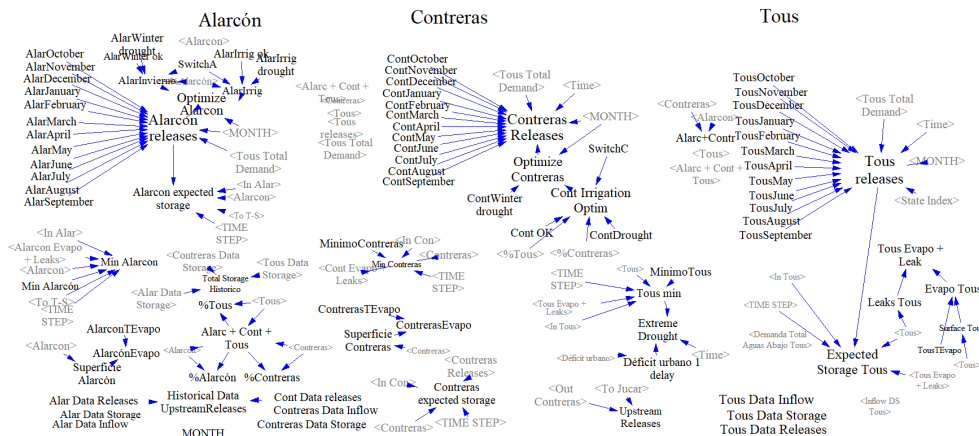 Alarcón
AlarWinter
drought
AlarWinter ok
<Alarcon>
AlarIrrig ok
SwitchA
AlarIrrig
drought
AlarInvierno
AlarIrrig
AlarOctober
AlarNovember
AlarDecember
AlarJanuary
AlarFebruary
AlarMarch
AlarApril
AlarMay
AlarJune
AlarJuly
AlarAugust
AlarSeptember
Optimize
Alarcon
Alarcón
releases
<MONTH>
<Tous Total
Demand>
Alarcon expected
storage
<In Alar>
<Alarcon>
<To T-S>
<TIME
STEP>
<In Alar>
<Alarcon Evapo
+ Leaks>
<Alarcon>
Min Alarcón
<To T-S>
<TIME
STEP>
Min Alarcon
<Contreras Data
Storage>
<Tous Data
Storage>
Total Storage
Historico
<Alar Data
Storage>
%Tous
<Tous>
Alarc + Cont +
Tous
<Alarcon>
<Contreras>
%Alarcón
%Contreras
AlarconTEvapo
<Alarcon>
AlarcónEvapo
Superficie
Alarcón
Alar Data Releases
Alar Data Storage
Alar Data Inflow
Historical Data
UpstreamReleases
Cont Data releases
Contreras Data Inflow
Contreras Data Storage
MONTH
Contreras
<Alarc + Cont +
Tous>
<Contreras>
<Tous>
<Tous
releases>
<Tous Total
Demand>
ContOctober
ContNovember
ContDecember
ContJanuary
ContFebruary
ContMarch
ContApril
ContMay
ContJune
ContJuly
ContAugust
ContSeptember
<Tous Total
Demand>
<Time>
Contreras
Releases
<MONTH>
Optimize
Contreras
SwitchC
ContWinter
drought
Cont Irrigation
Optim
Cont OK
ContDrought
<%Tous>
<%Contreras>
MinimoContreras
<In Con>
<Contreras>
<Cont Evapo +
Leaks>
Min Contreras
<TIME
STEP>
ContrerasTEvapo
ContrerasEvapo
Superficie
Contreras
<Contreras>
<Contreras
Releases>
<In Con>
Contreras
expected storage
<Contreras>
<TIME STEP>
<TIME
STEP>
<Tous>
MinimoTous
<Tous Evapo +
Leaks>
<In Tous>
Tous min
Extreme
Drought
<Déficit urbano>
Déficit urbano 1
delay
<Time>
<Out
Contreras>
<To Jucar>
Upstream
Releases
Tous
<Contreras>
<Alarcon>
Alarc+Contr
<Tous>
<Alarc + Cont +
Tous>
TousOctober
TousNovember
TousDecember
TousJanuary
TousFebruary
TousMarch
TousApril
TousMay
TousJune
TousJuly
TousAugust
TousSeptember
<Tous Total
Demand>
<Time>
Tous
releases
<MONTH>
<State Index>
Tous Evapo +
Leak
Evapo Tous
Leaks Tous
Surface Tous
TousTEvapo
<Tous>
<Tous>
<In Tous>
<TIME STEP>
<Demanda Total
Aguas Abajo Tous>
Expected
Storage Tous
<Tous Evapo +
Leaks>
<Inflow DS
Tous>
Tous Data Inflow
Tous Data Storage
Tous Data Releases